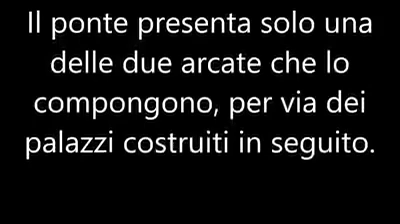 Il ponte presenta solo una
delle due arcate che lo
compongono, per via dei
palazzi costruiti in seguito.